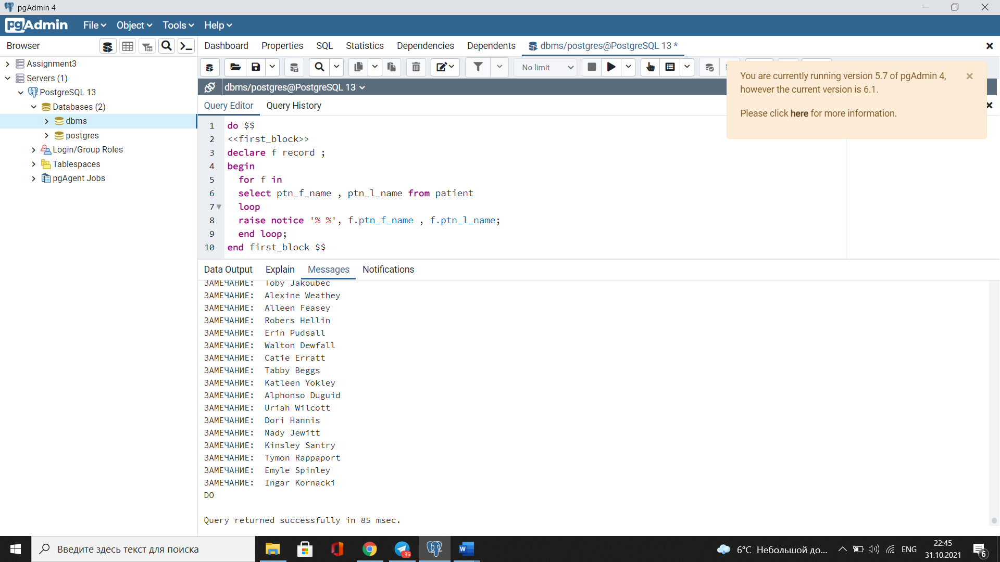 pgAdmin 4
pgAdmin File Object Tools Help
Browser
Dashboard Properties SQL Statistics Dependencies Dependents dbms/postgres@PostgreSQL 13 *
Assignment3
Servers (1)
PostgreSQL 13
Databases (2)
dbms
postgres
Login/Group Roles
Tablespaces
pgAgent Jobs
No limit
dbms/postgres@PostgreSQL 13
You are currently running version 5.7 of pgAdmin 4,
however the current version is 6.1.
Please click here for more information.
Query Editor Query History
1 do $$
2 <<first_block>>
3 declare f record ;
4 begin
5 for f in
6 select ptn_f_name , ptn_l_name from patient
7 loop
8 raise notice '% %', f.ptn_f_name , f.ptn_l_name;
9 end loop;
10 end first_block $$
Data Output Explain Messages Notifications
ЗАМЕЧАНИЕ: Toby Jakoubec
ЗАМЕЧАНИЕ: Alexine Weathey
ЗАМЕЧАНИЕ: Alleen Feasey
ЗАМЕЧАНИЕ: Robers Hellin
ЗАМЕЧАНИЕ: Erin Pudsall
ЗАМЕЧАНИЕ: Walton Dewfall
ЗАМЕЧАНИЕ: Catie Erratt
ЗАМЕЧАНИЕ: Tabby Beggs
ЗАМЕЧАНИЕ: Katleen Yokley
ЗАМЕЧАНИЕ: Alphonso Duguid
ЗАМЕЧАНИЕ: Uriah Wilcott
ЗАМЕЧАНИЕ: Dori Hannis
ЗАМЕЧАНИЕ: Nady Jewitt
ЗАМЕЧАНИЕ: Kinsley Santry
ЗАМЕЧАНИЕ: Tymon Rappaport
ЗАМЕЧАНИЕ: Emyle Spinley
ЗАМЕЧАНИЕ: Ingar Kornacki
DO
Query returned successfully in 85 msec.
Введите здесь текст для поиска
..95
W
6°C Небольшой до...
ENG
22:45
31.10.2021
6